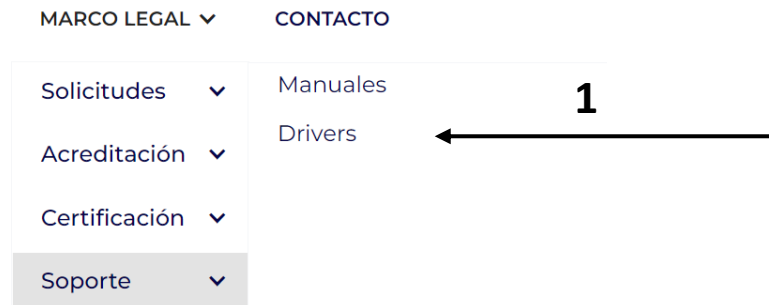 MARCO LEGAL CONTACTO
Solicitudes Manuales
1
Drivers
Acreditación
Certificación
Soporte